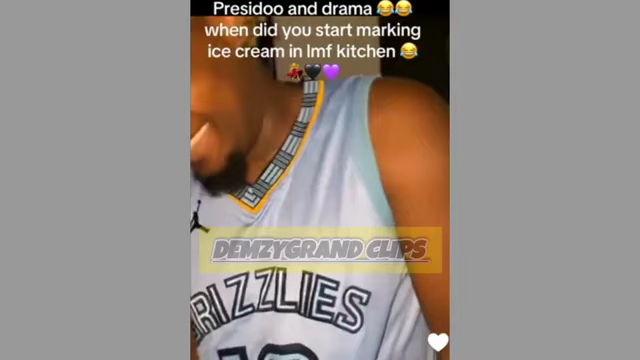 Presidoo and drama 😂😂
when did you start marking
ice cream in lmf kitchen 😂
💃🖤💜
DEMZYGRAND CLIPS
RIZZLIES